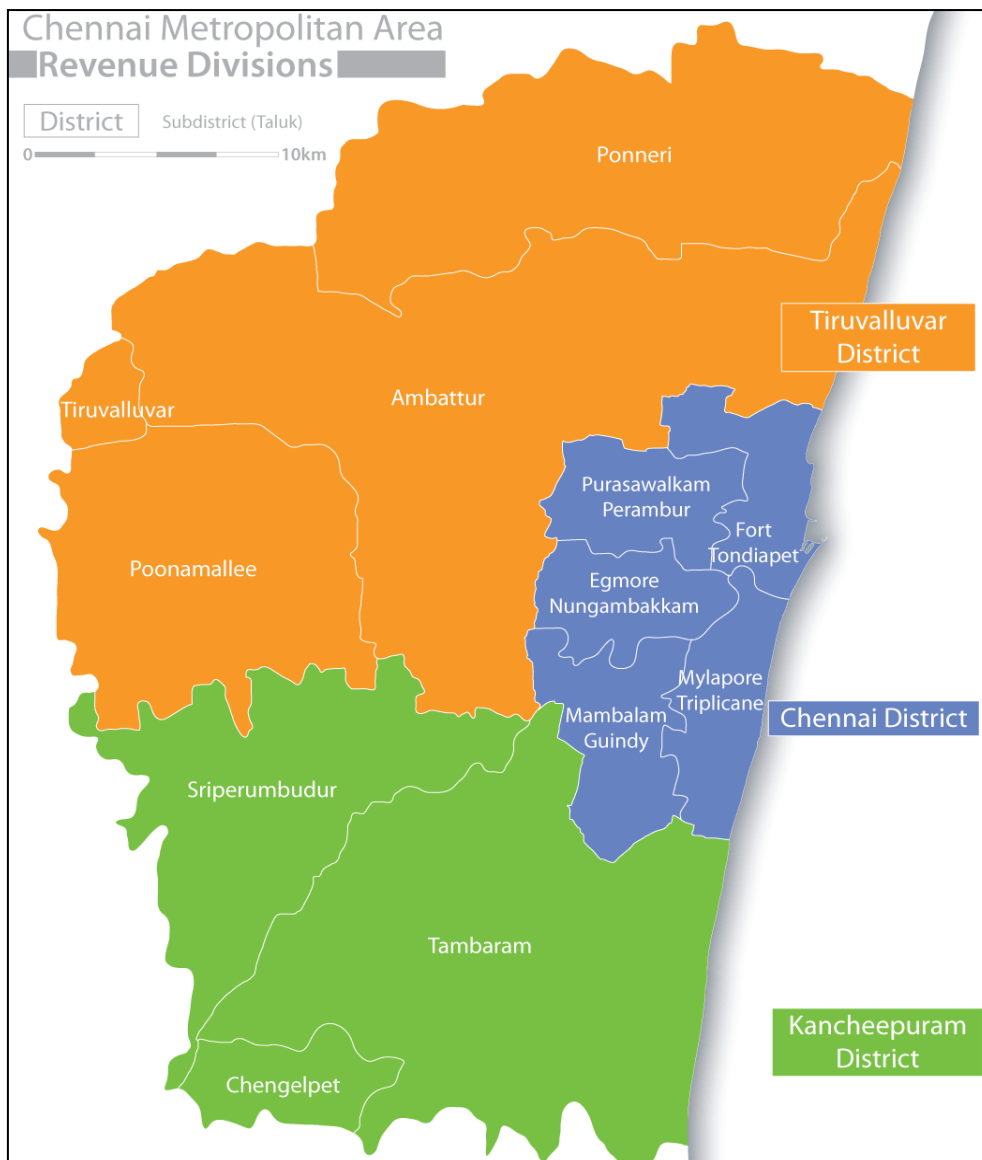 Chennai Metropolitan Area
Revenue Divisions
District
Subdistrict (Taluk)
0
10km
Ponneri
Tiruvalluvar
District
Ambattur
Tiruvalluvar
Purasawalkam
Perambur
Fort
Tondiapet
Poonamallee
Egmore
Nungambakkam
Mylapore
Triplicane
Mambalam
Guindy
Chennai District
Sriperumbudur
Tambaram
Kancheepuram
District
Chengelpet